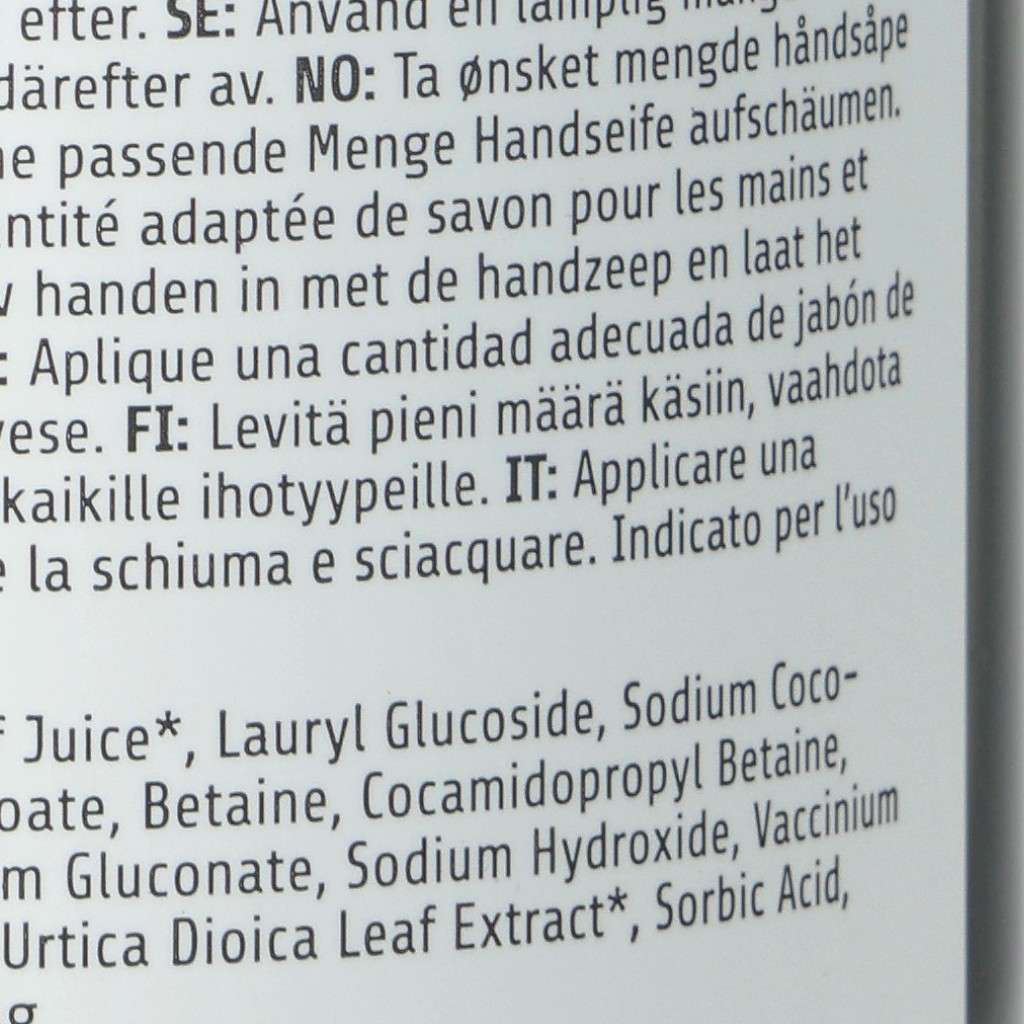 efter. SE: Använd en lämplig
därefter av. NO: Ta ønsket mengde håndsåpe
passende Menge Handseife aufschäumen.
adaptée de savon pour les mains et
handen in met de handzeep en laat het
: Aplique una cantidad adecuada de jabón de
FI: Levitä pieni määrä käsiin, vaahdota
kaikille ihotyypeille. IT: Applicare una
la schiuma e sciacquare. Indicato per l'uso
Juice*, Lauryl Glucoside, Sodium Coco-
Betaine, Cocamidopropyl Betaine,
Gluconate, Sodium Hydroxide, Vaccinium
Urtica Dioica Leaf Extract*, Sorbic Acid,